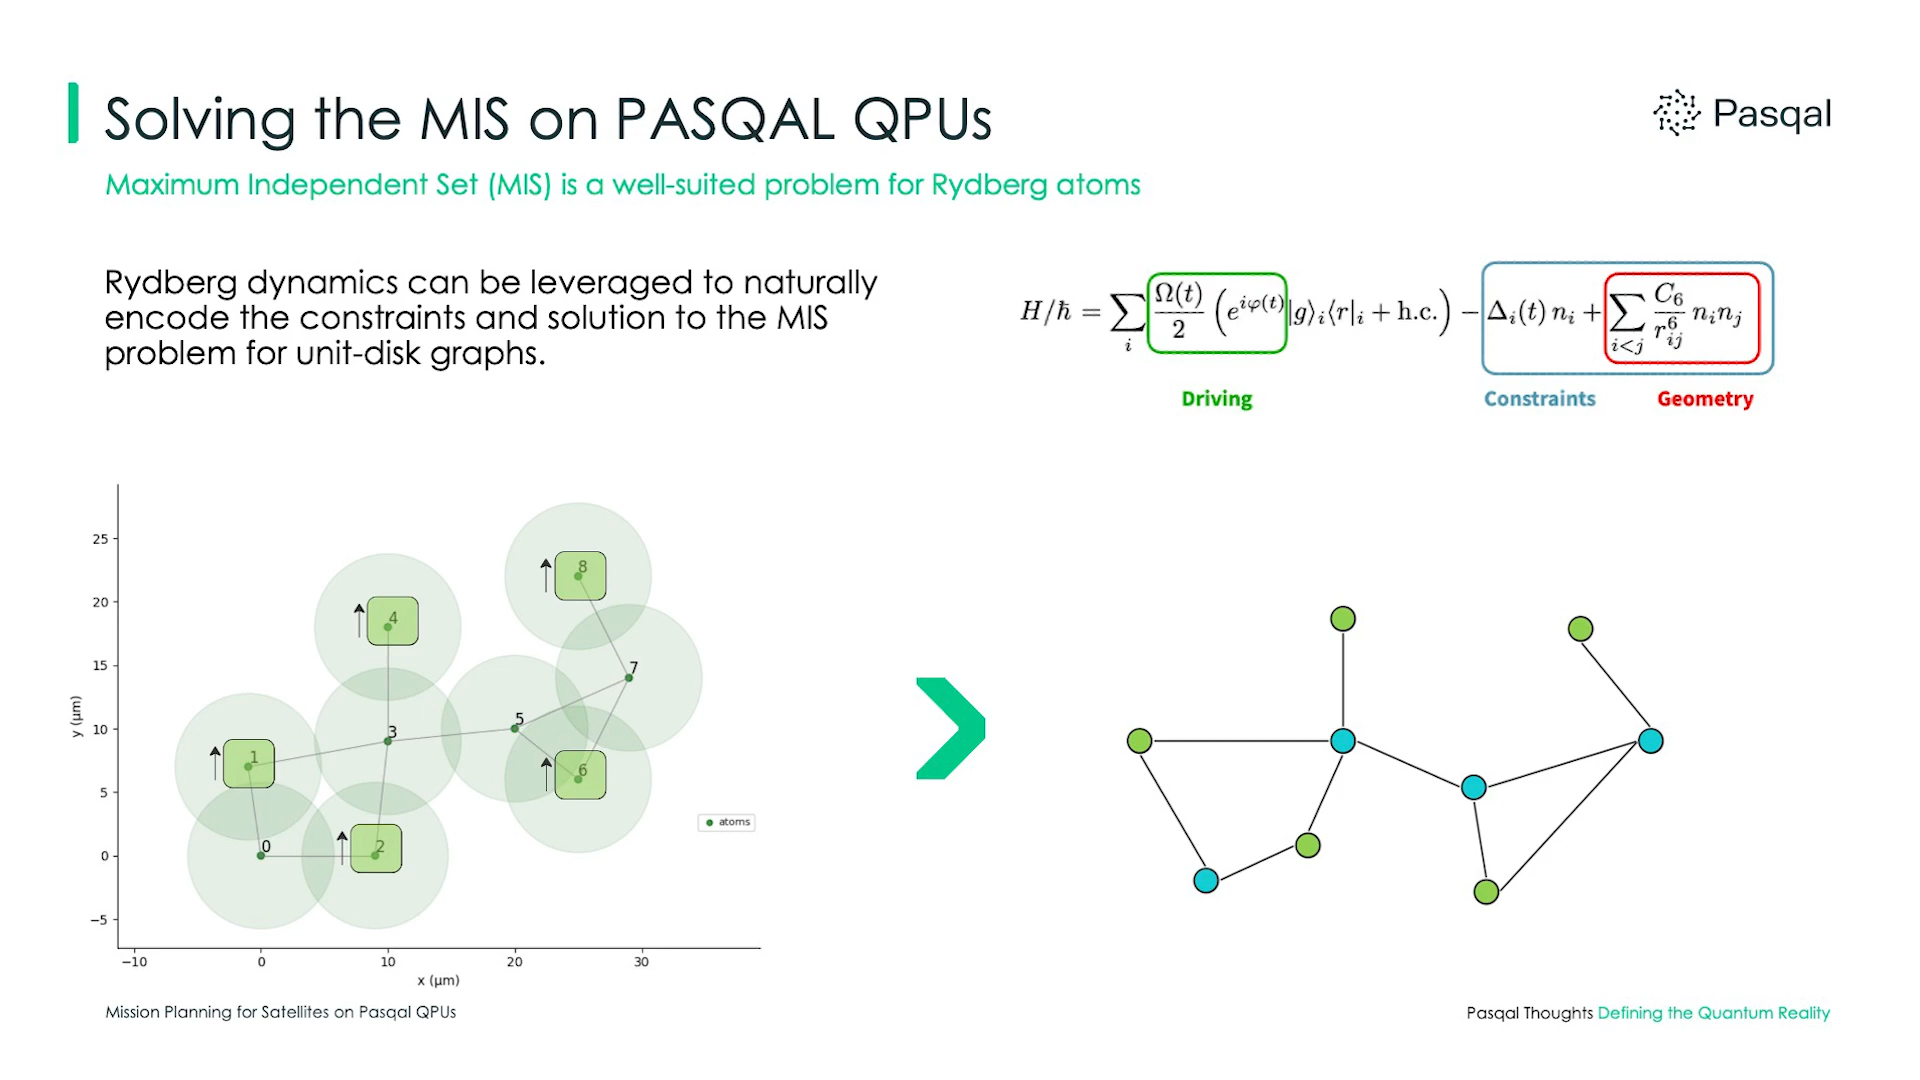 Solving the MIS on PASQAL QPUs
Pasqal
Maximum Independent Set (MIS) is a well-suited problem for Rydberg atoms
Rydberg dynamics can be leveraged to naturally
encode the constraints and solution to the MIS
problem for unit-disk graphs.
H/ħ = ∑_i Ω(t)/2 (e^{iφ(t)}|g⟩_i⟨r|_i + h.c.) − Δ_i(t) n_i + ∑_{i<j} C_6/r_{ij}^6 n_i n_j
Driving
Constraints
Geometry
25
20
15
10
5
0
−5
y (μm)
8
4
7
5
3
1
6
2
0
atoms
−10
0
10
20
30
x (μm)
Mission Planning for Satellites on Pasqal QPUs
Pasqal Thoughts Defining the Quantum Reality